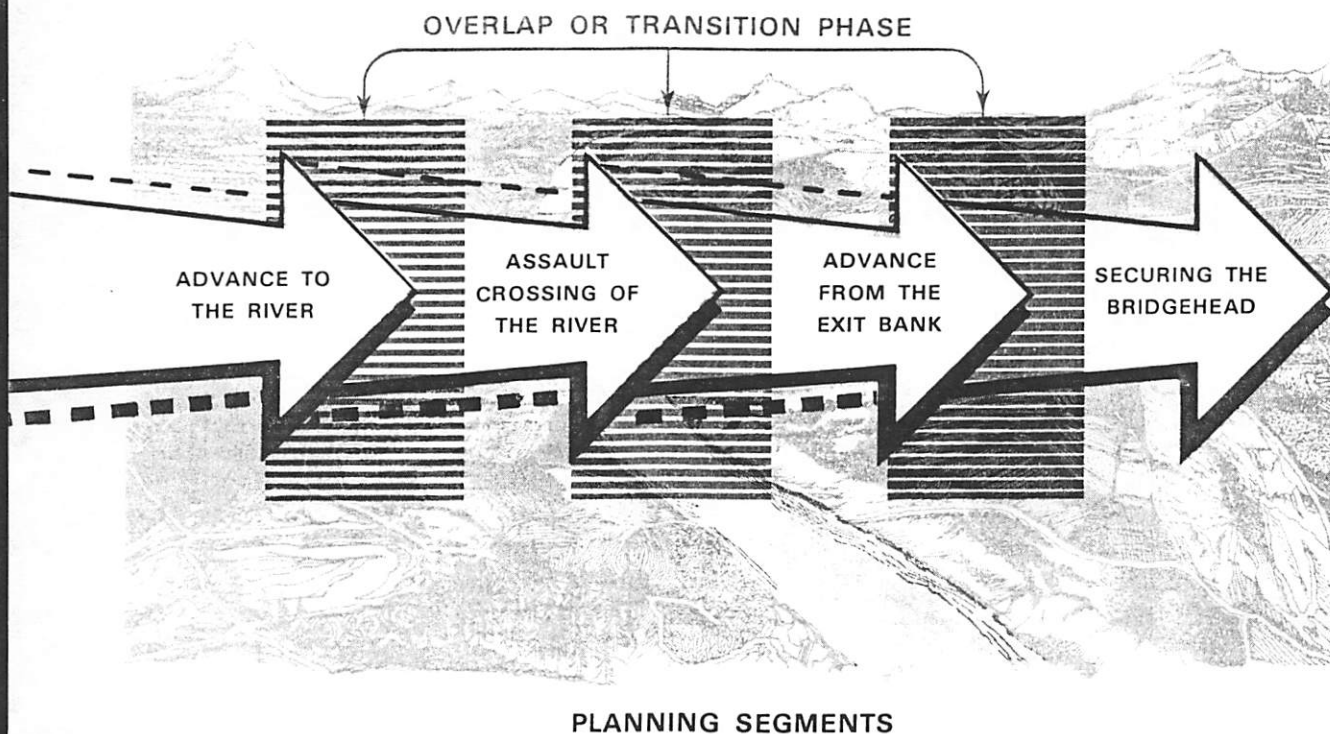 OVERLAP OR TRANSITION PHASE
ADVANCE TO
THE RIVER
ASSAULT
CROSSING OF
THE RIVER
ADVANCE
FROM THE
EXIT BANK
SECURING THE
BRIDGEHEAD
PLANNING SEGMENTS